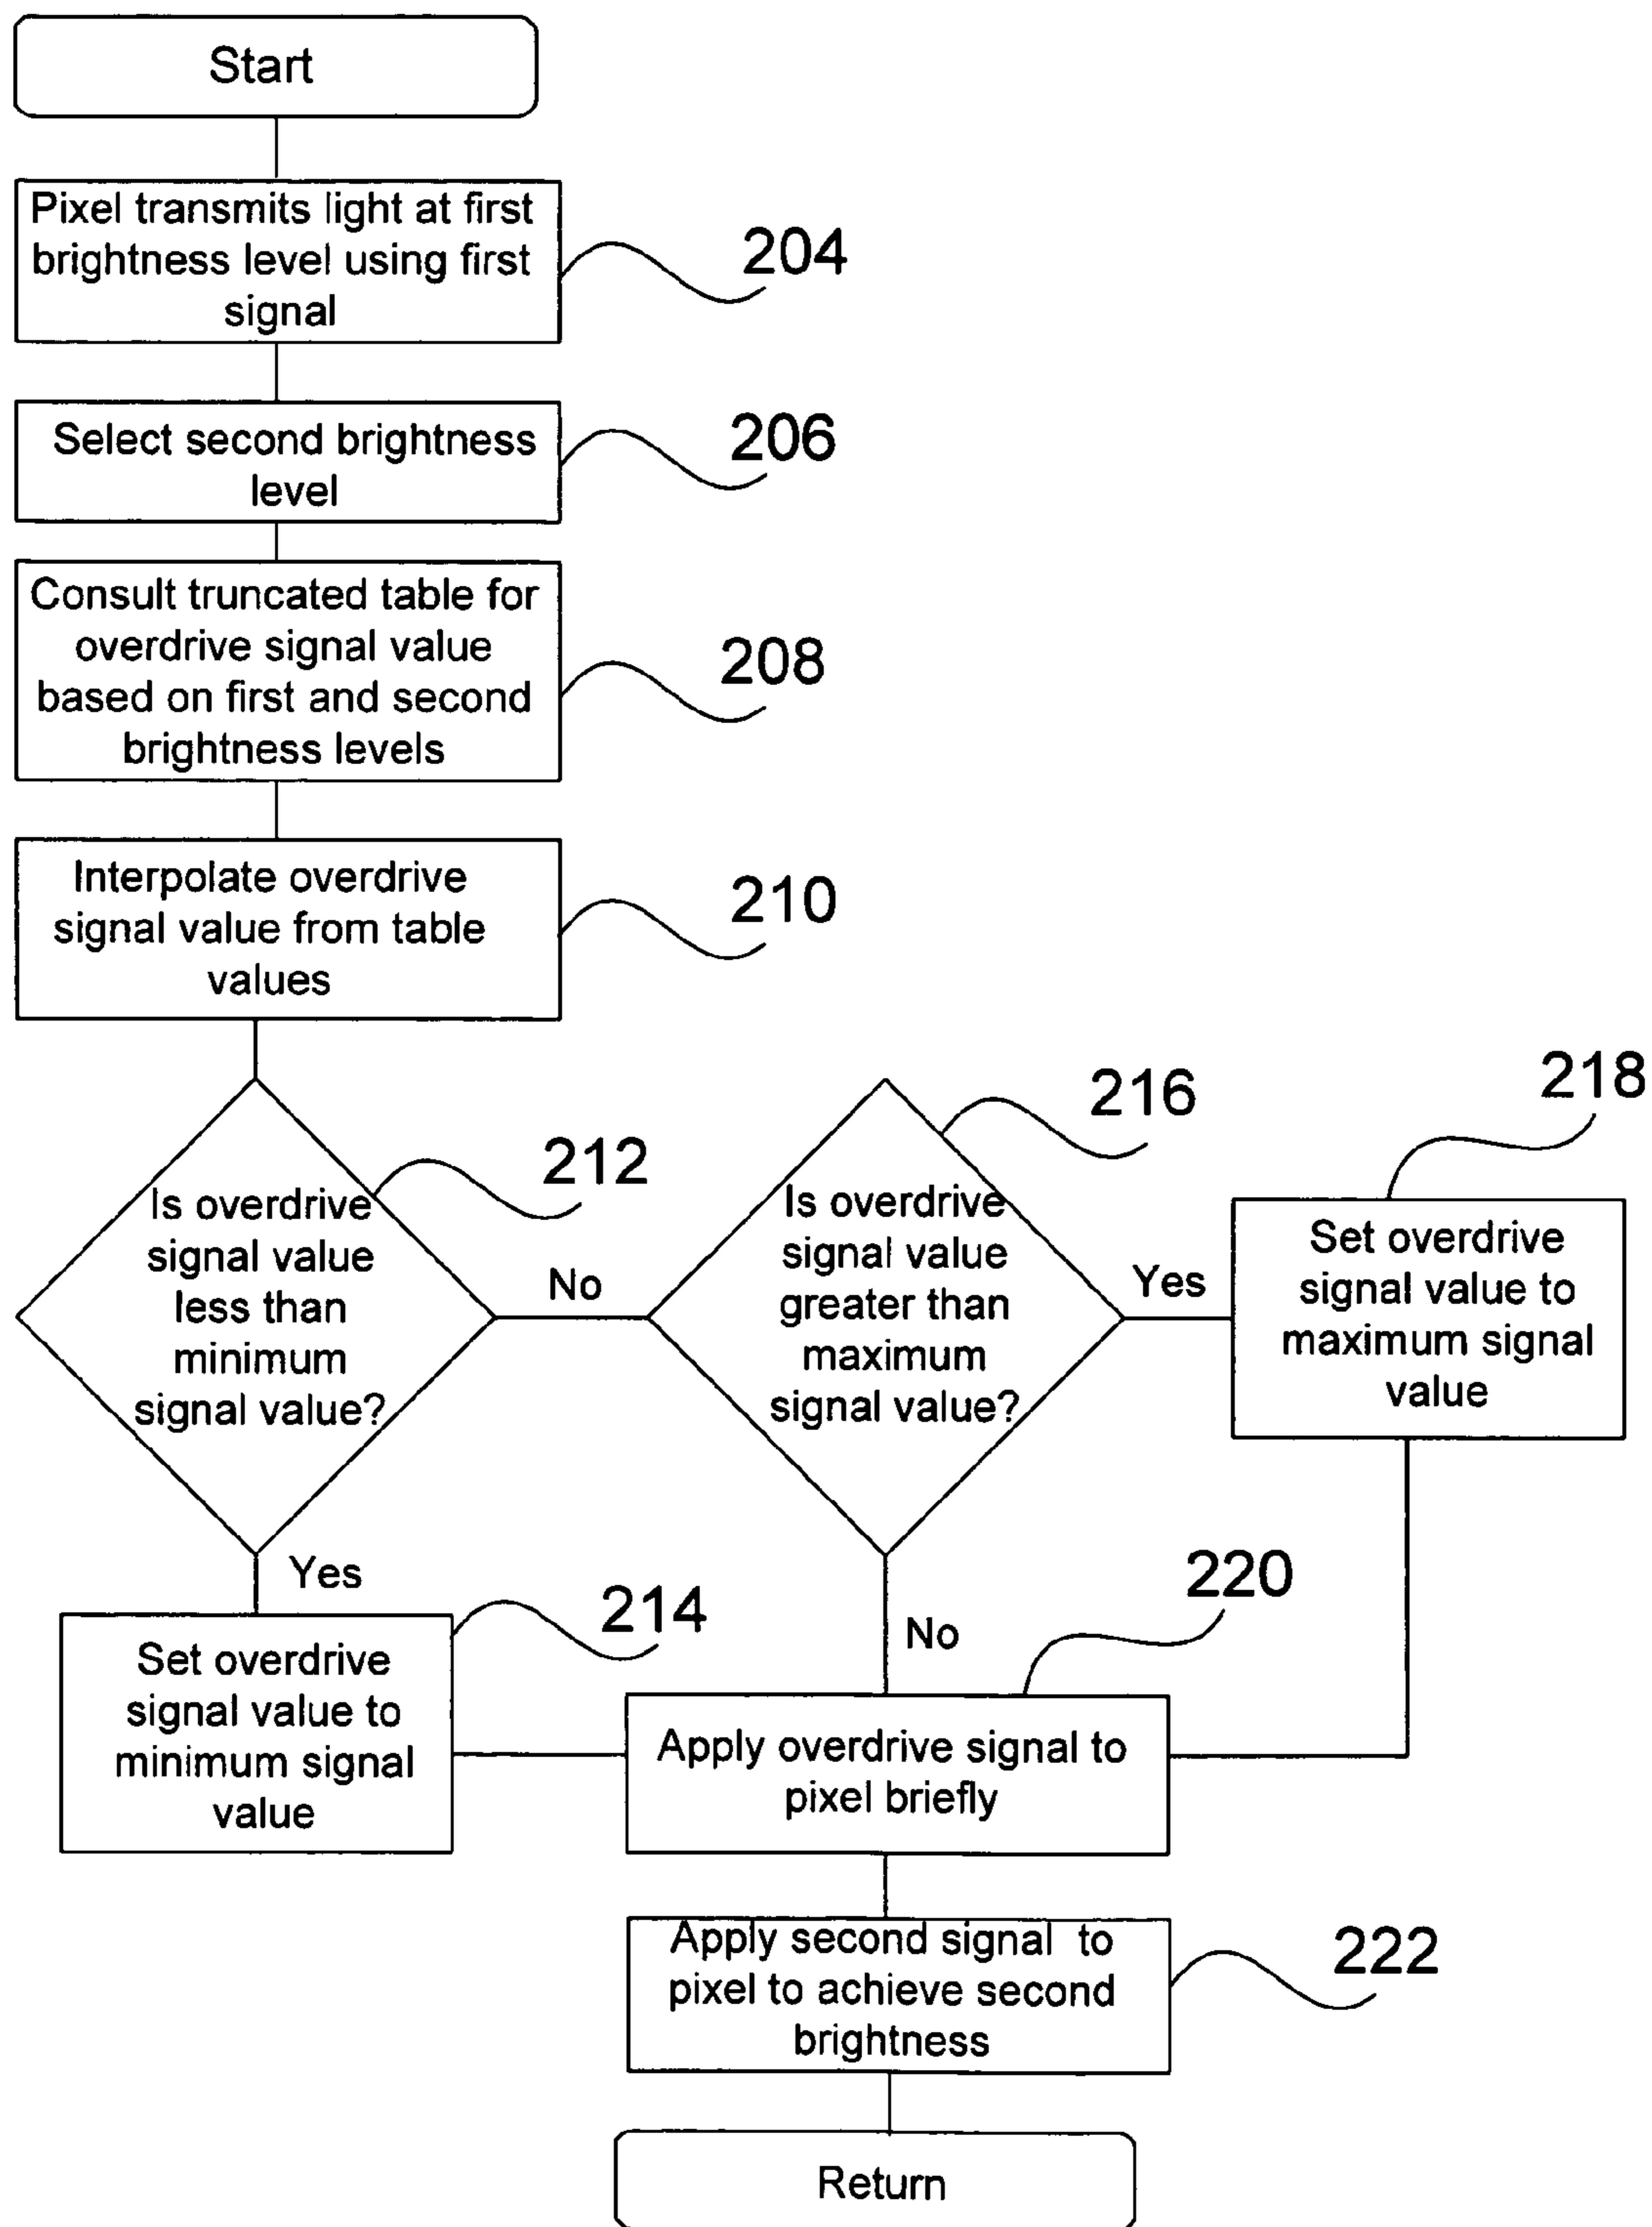 Start
Pixel transmits light at first
brightness level using first
signal
204
Select second brightness
level
206
Consult truncated table for
overdrive signal value
based on first and second
brightness levels
208
Interpolate overdrive
signal value from table
values
210
Is overdrive
signal value
less than
minimum
signal value?
212
No
Is overdrive
signal value
greater than
maximum
signal value?
216
Yes
Set overdrive
signal value to
maximum signal
value
218
Yes
Set overdrive
signal value to
minimum signal
value
214
No
Apply overdrive signal to
pixel briefly
220
Apply second signal to
pixel to achieve second
brightness
222
Return